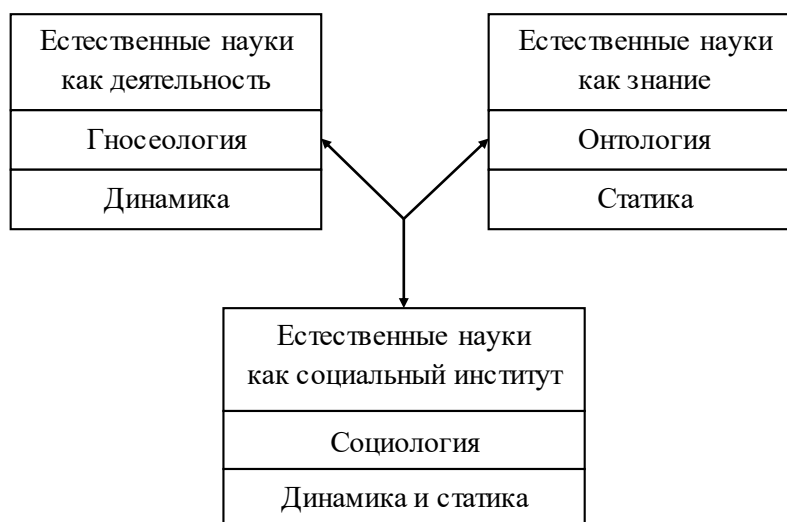 Естественные науки
как деятельность
Гносеология
Динамика
Естественные науки
как знание
Онтология
Статика
Естественные науки
как социальный институт
Социология
Динамика и статика